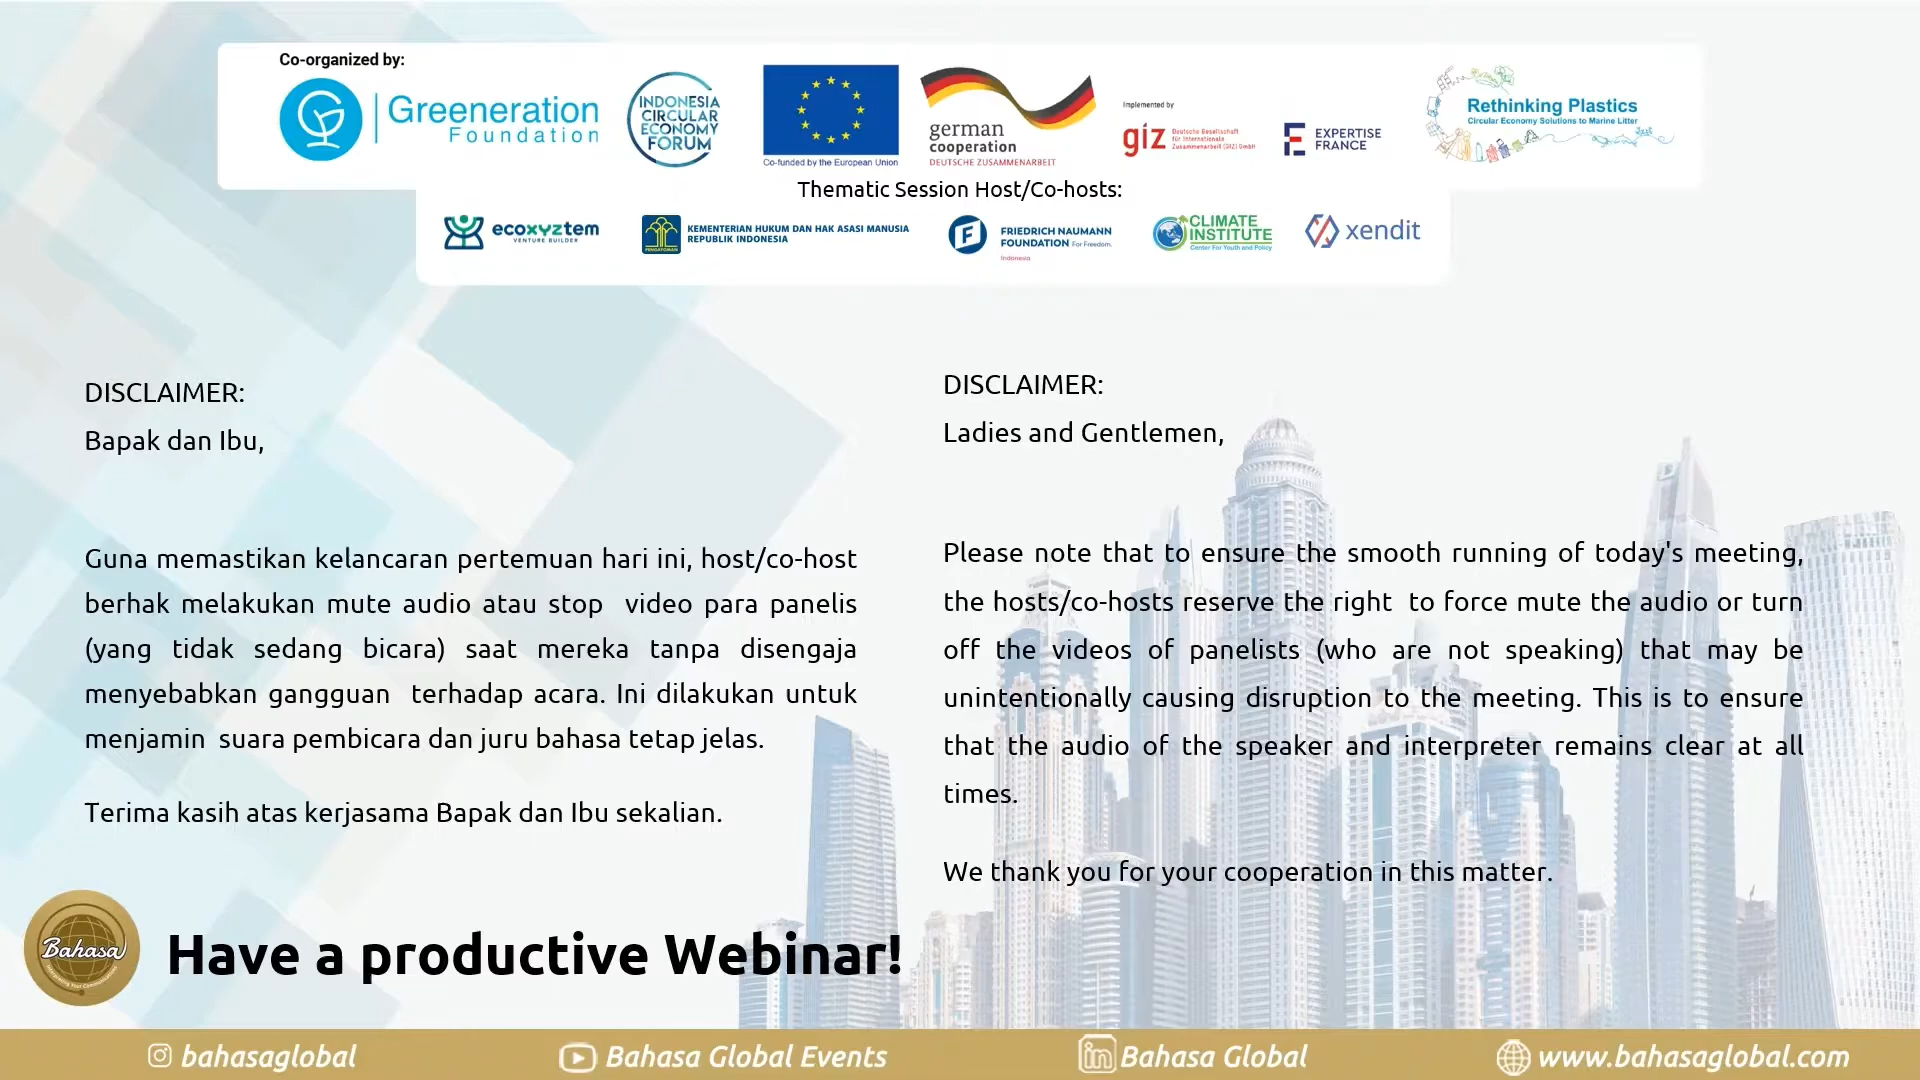 Co-organized by:
Greeneration
Foundation
INDONESIA
CIRCULAR
ECONOMY
FORUM
Co-funded by the European Union
german
cooperation
DEUTSCHE ZUSAMMENARBEIT
Implemented by
giz
Deutsche Gesellschaft
für Internationale
Zusammenarbeit (GIZ) GmbH
EXPERTISE
FRANCE
Rethinking Plastics
Circular Economy Solutions to Marine Litter
Thematic Session Host/Co-hosts:
ecoxyztem
VENTURE BUILDER
PENGAYOMAN
KEMENTERIAN HUKUM DAN HAK ASASI MANUSIA
REPUBLIK INDONESIA
FRIEDRICH NAUMANN
FOUNDATION For Freedom.
Indonesia
CLIMATE
INSTITUTE
Center For Youth and Policy
xendit
DISCLAIMER:
Bapak dan Ibu,
Guna memastikan kelancaran pertemuan hari ini, host/co-host
berhak melakukan mute audio atau stop video para panelis
(yang tidak sedang bicara) saat mereka tanpa disengaja
menyebabkan gangguan terhadap acara. Ini dilakukan untuk
menjamin suara pembicara dan juru bahasa tetap jelas.
Terima kasih atas kerjasama Bapak dan Ibu sekalian.
DISCLAIMER:
Ladies and Gentlemen,
Please note that to ensure the smooth running of today's meeting,
the hosts/co-hosts reserve the right to force mute the audio or turn
off the videos of panelists (who are not speaking) that may be
unintentionally causing disruption to the meeting. This is to ensure
that the audio of the speaker and interpreter remains clear at all
times.
We thank you for your cooperation in this matter.
Bahasa
Have a productive Webinar!
bahasaglobal
Bahasa Global Events
in Bahasa Global
www.bahasaglobal.com